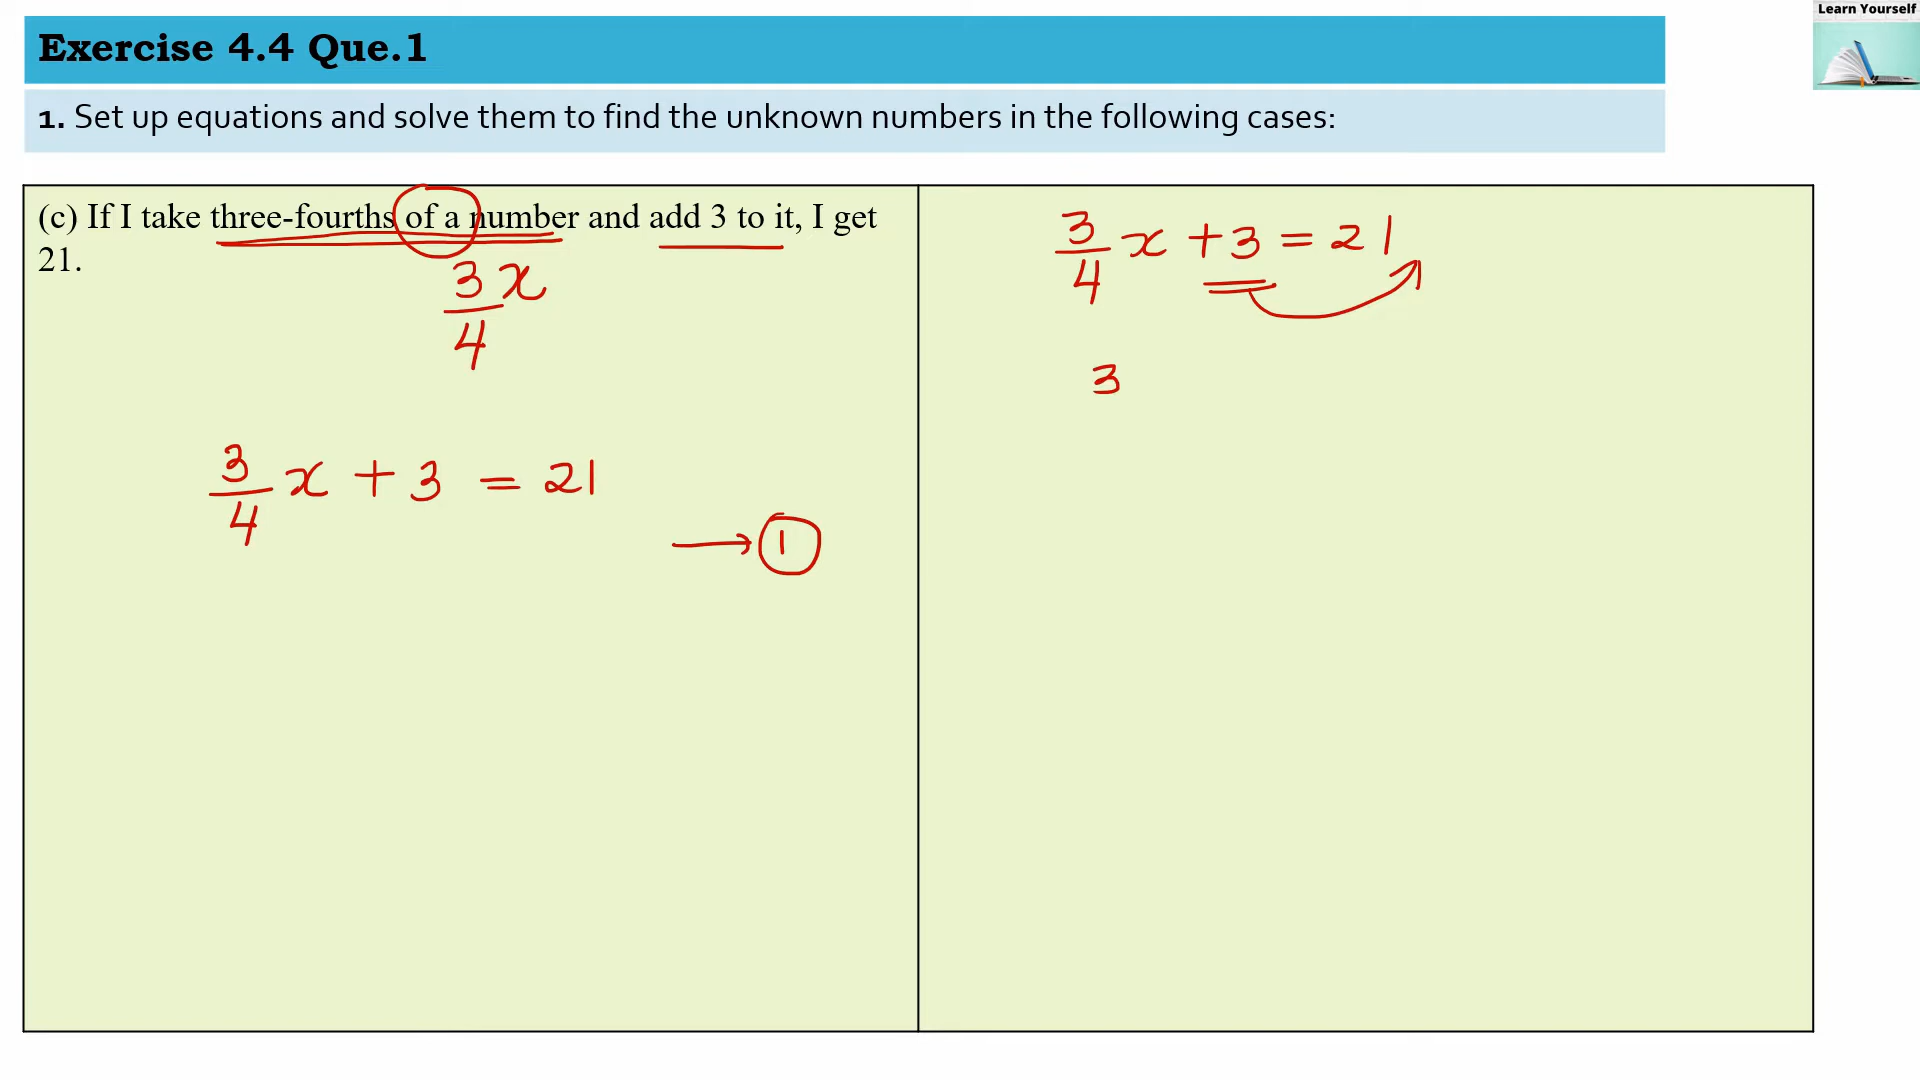 Learn Yourself
Exercise 4.4 Que.1
1. Set up equations and solve them to find the unknown numbers in the following cases:
(c) If I take three-fourths of a number and add 3 to it, I get
21.
3/4 x
3/4 x + 3 = 21
→ 1
3/4 x + 3 = 21
3